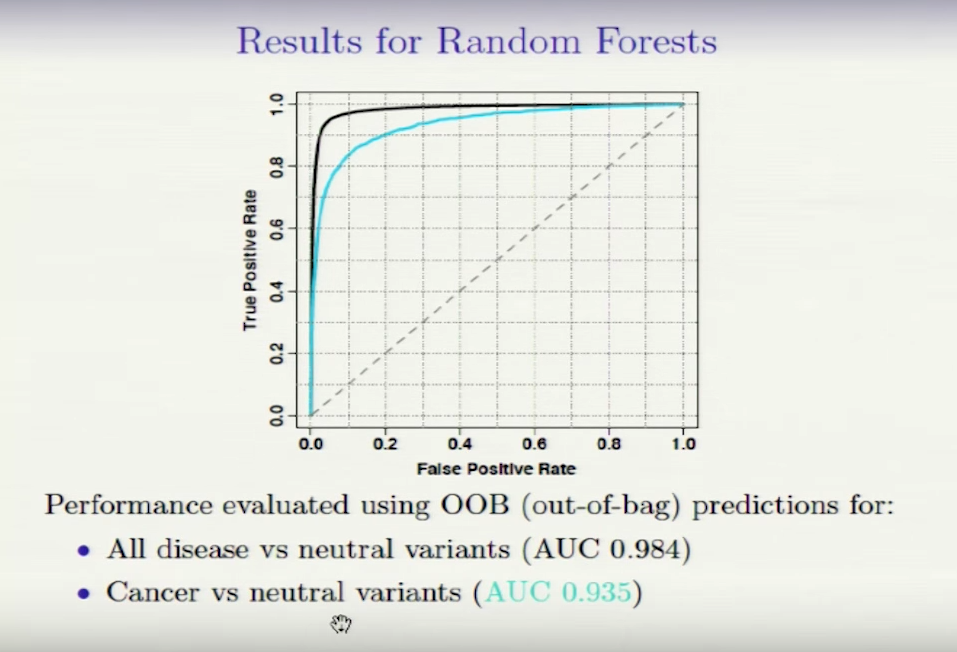 Results for Random Forests
1.0
0.8
0.6
0.4
0.2
0.0
True Positive Rate
0.0 0.2 0.4 0.6 0.8 1.0
False Positive Rate
Performance evaluated using OOB (out-of-bag) predictions for:
• All disease vs neutral variants (AUC 0.984)
• Cancer vs neutral variants (AUC 0.935)